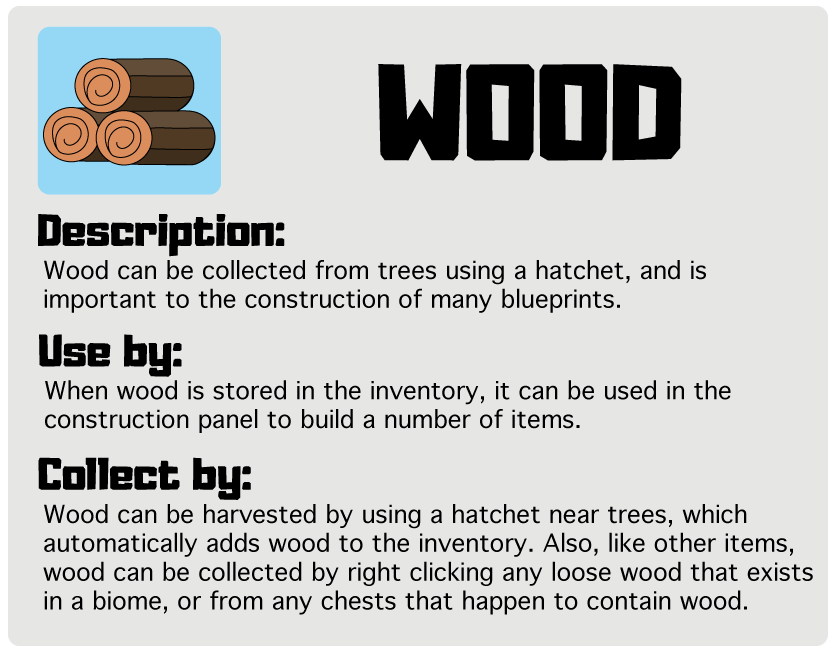 WOOD
Description:
Wood can be collected from trees using a hatchet, and is
important to the construction of many blueprints.
Use by:
When wood is stored in the inventory, it can be used in the
construction panel to build a number of items.
Collect by:
Wood can be harvested by using a hatchet near trees, which
automatically adds wood to the inventory. Also, like other items,
wood can be collected by right clicking any loose wood that exists
in a biome, or from any chests that happen to contain wood.